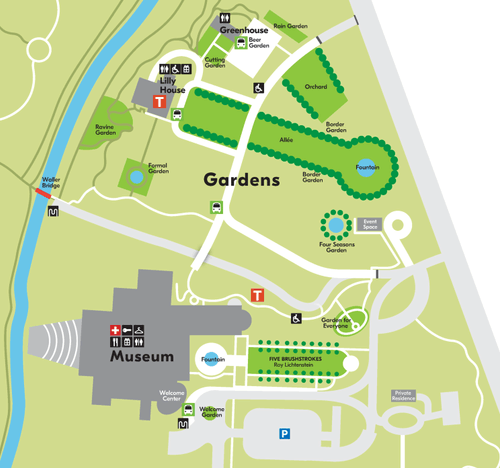 Rain Garden
Greenhouse
Beer
Garden
Cutting
Garden
Lilly
House
T
Orchard
Ravine
Garden
Border
Garden
Allée
Fountain
Formal
Garden
Border
Garden
Gardens
Waller
Bridge
Event
Space
Four Seasons
Garden
T
Garden for
Everyone
Museum
Fountain
FIVE BRUSHSTROKES
Roy Lichtenstein
Welcome
Center
Private
Residence
Welcome
Garden
P